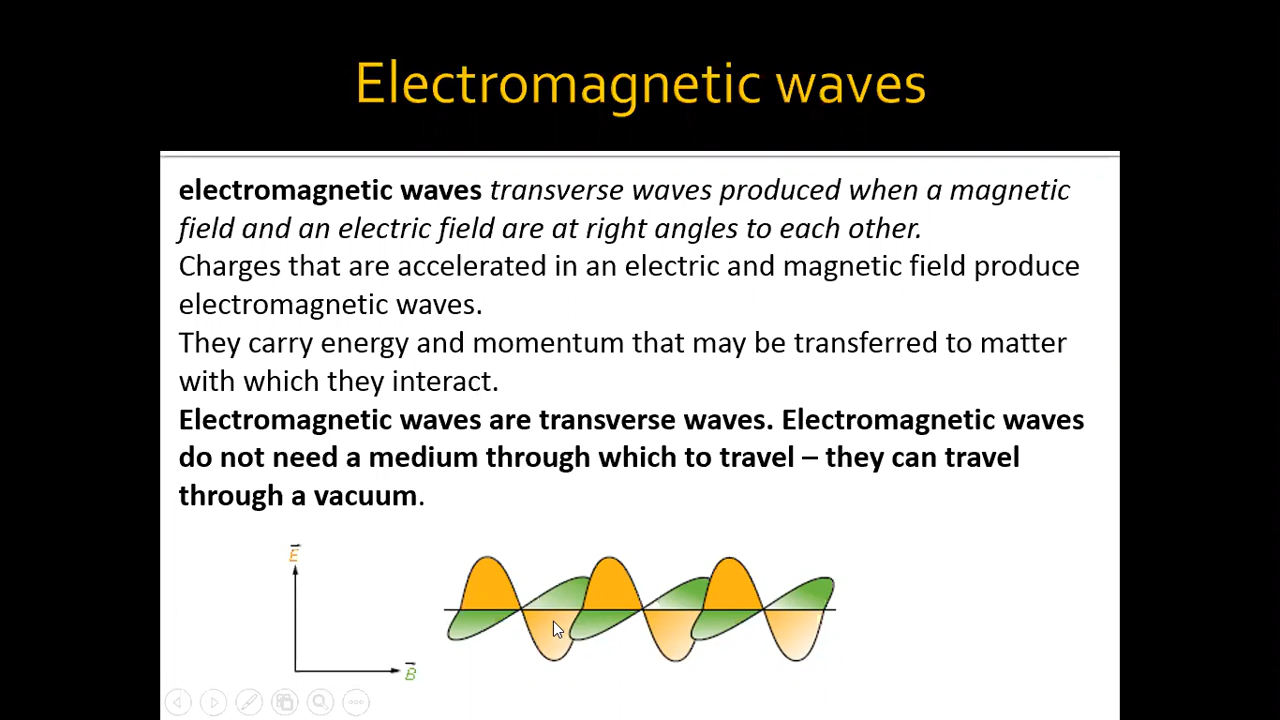 Electromagnetic waves
electromagnetic waves transverse waves produced when a magnetic
field and an electric field are at right angles to each other.
Charges that are accelerated in an electric and magnetic field produce
electromagnetic waves.
They carry energy and momentum that may be transferred to matter
with which they interact.
Electromagnetic waves are transverse waves. Electromagnetic waves
do not need a medium through which to travel – they can travel
through a vacuum.
E
B